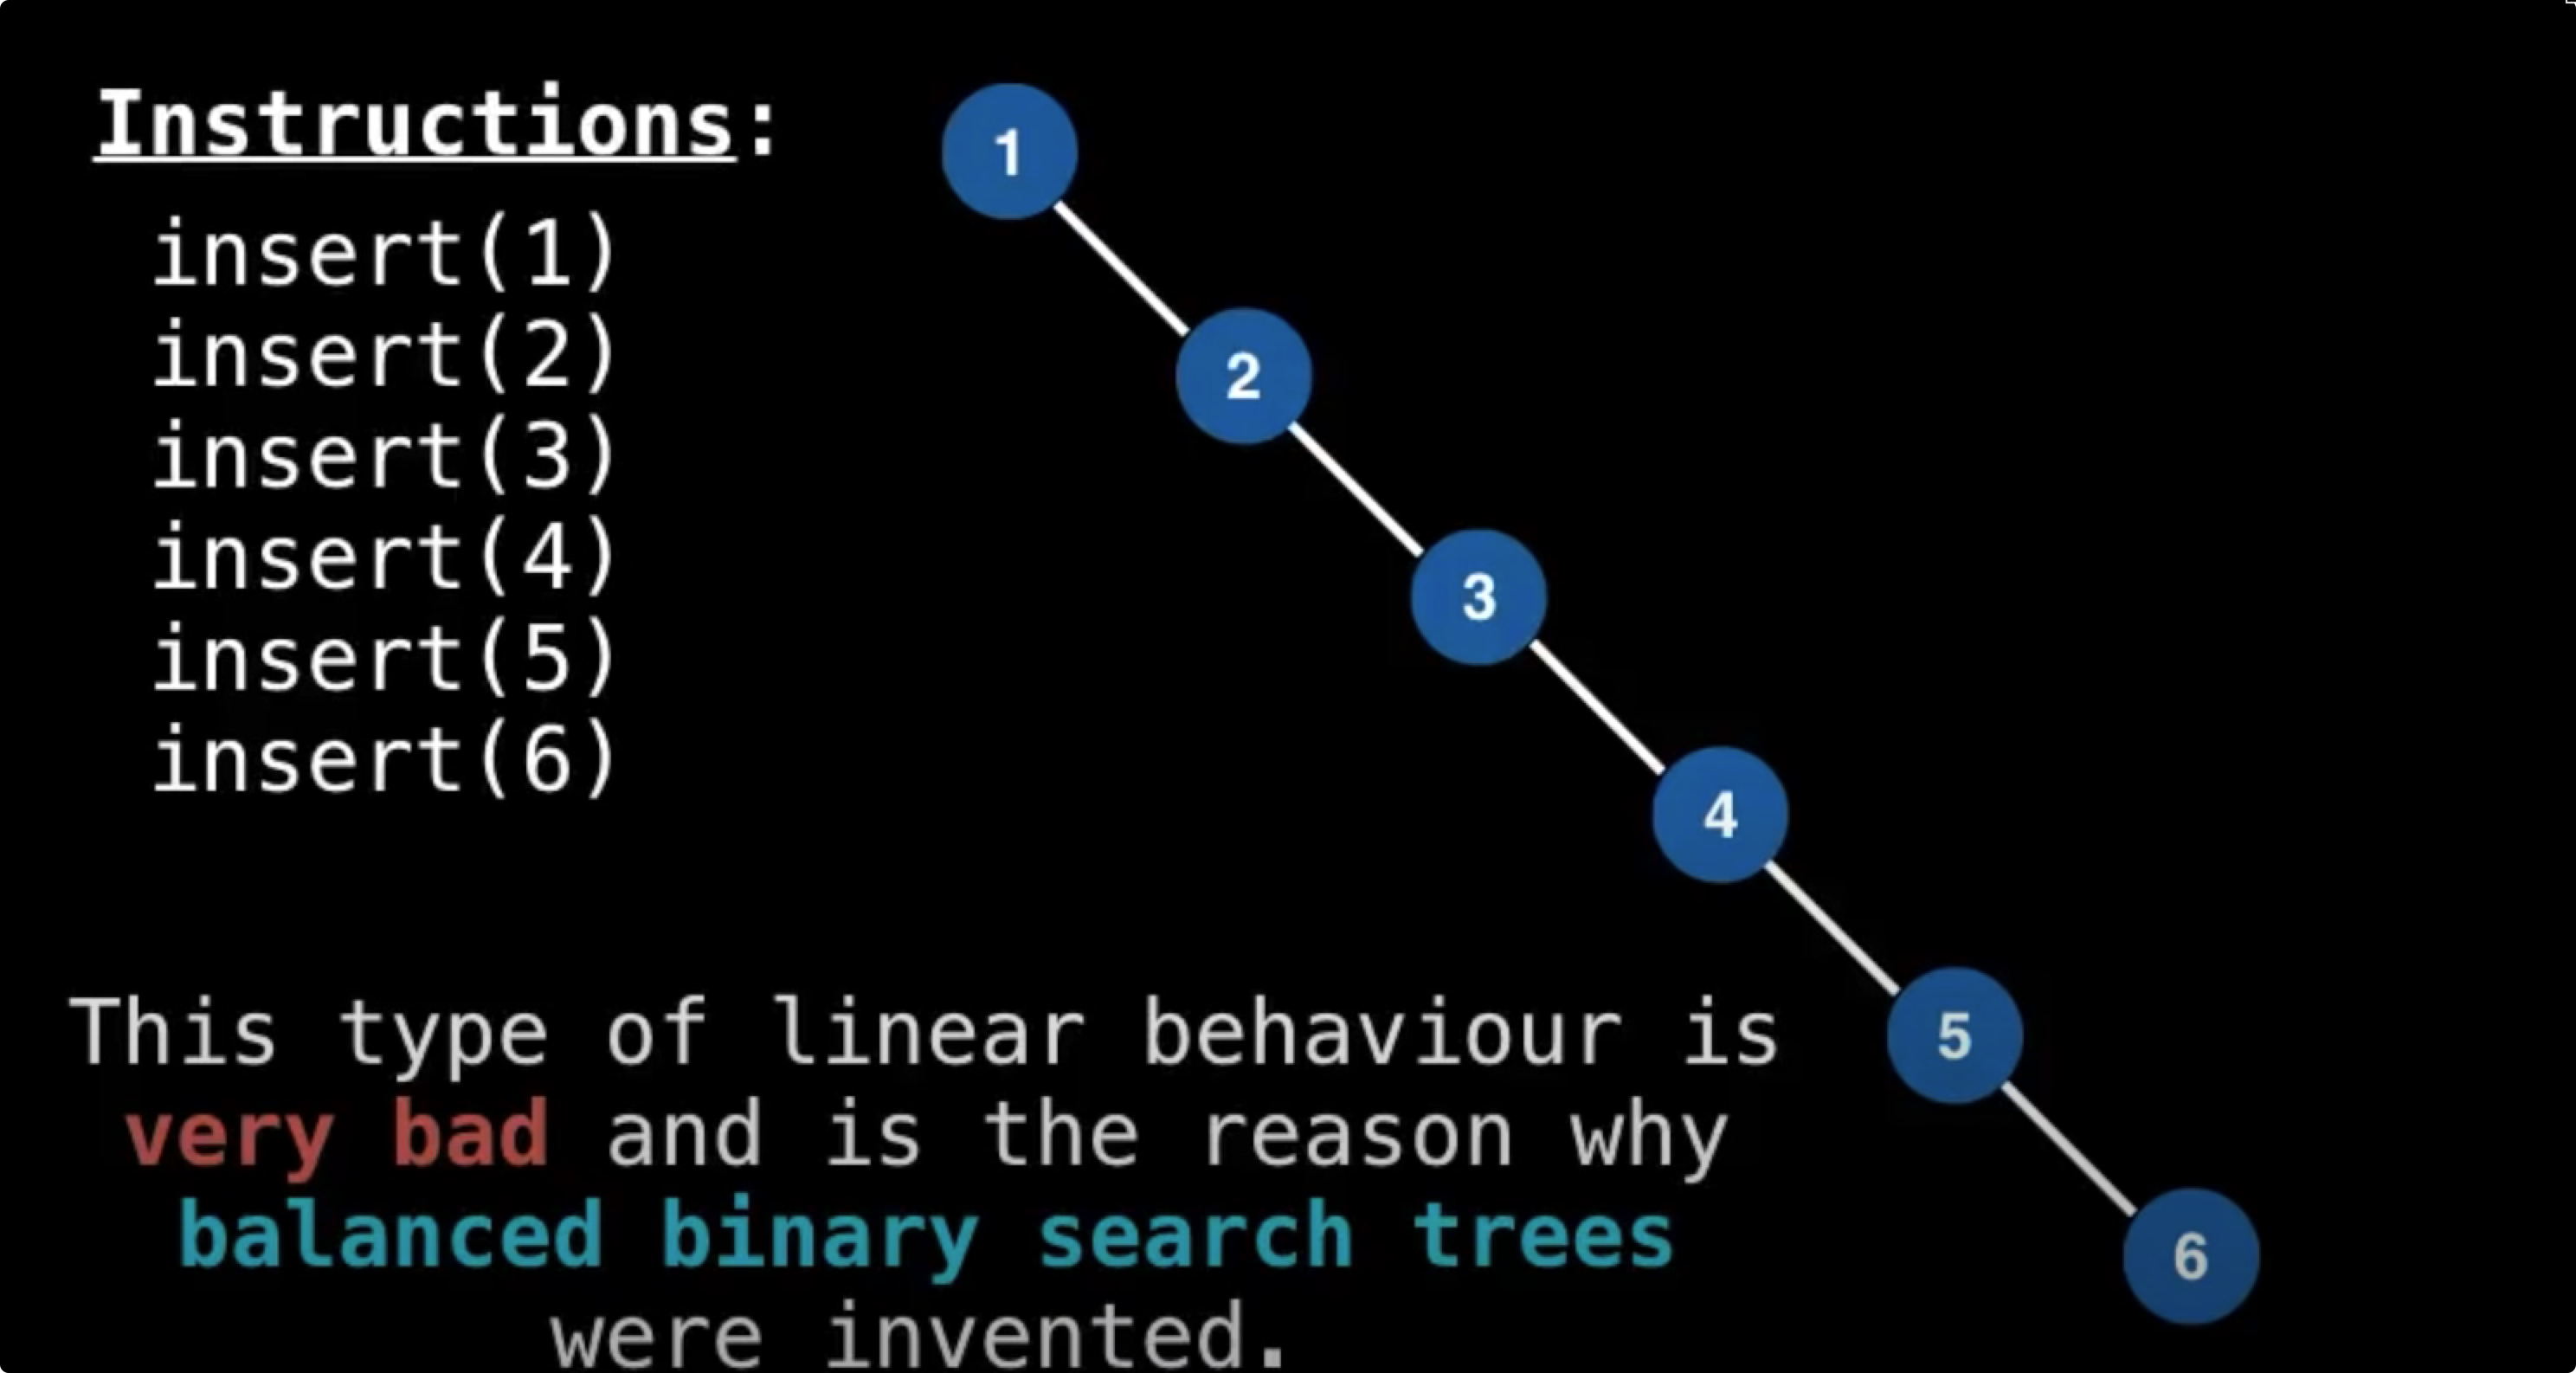 Instructions:
insert(1)
insert(2)
insert(3)
insert(4)
insert(5)
insert(6)
1
2
3
4
5
6
This type of linear behaviour is
very bad and is the reason why
balanced binary search trees
were invented.